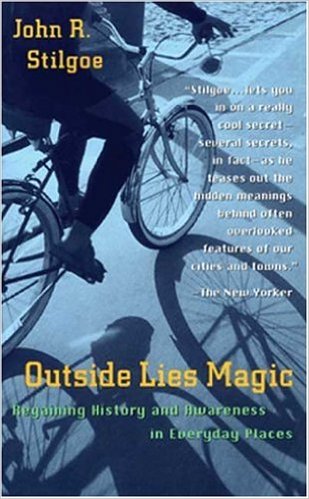 John R.
Stilgoe
"Stilgoe...lets you
in on a really
cool secret—
several secrets,
in fact—as he
teases out the
hidden meanings
behind often
overlooked
features of our
cities and towns."
—The New Yorker
Outside Lies Magic
Regaining History and Awareness
in Everyday Places